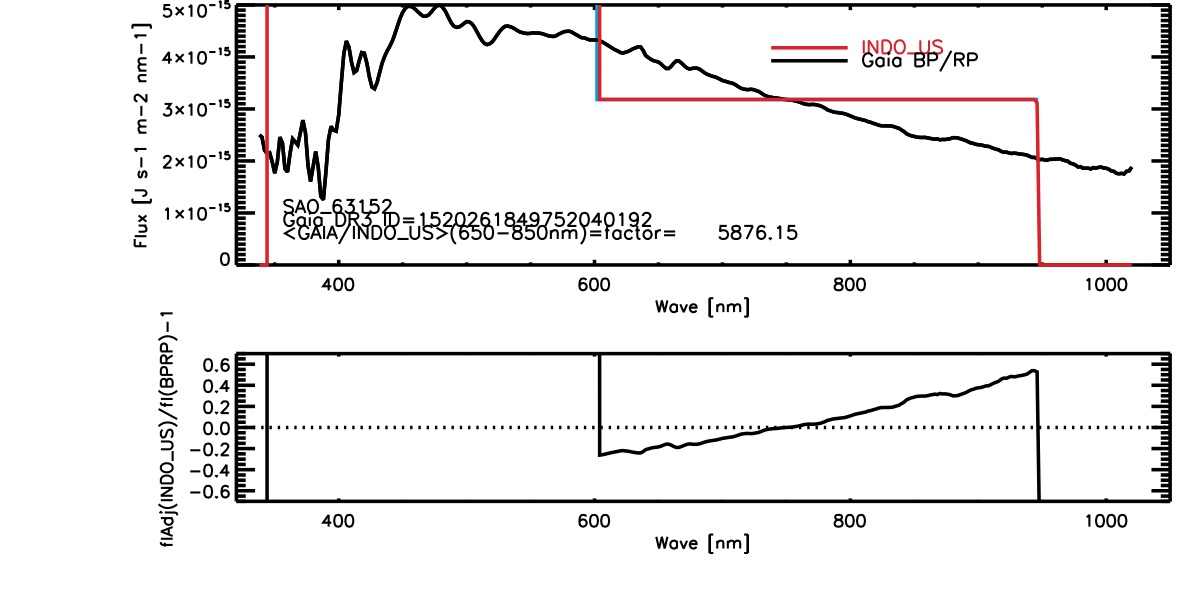 5×10⁻¹⁵
4×10⁻¹⁵
3×10⁻¹⁵
2×10⁻¹⁵
1×10⁻¹⁵
0
Flux [J s-1 m-2 nm-1]
INDO_US
Gaia BP/RP
SAO_63152
Gaia DR3 ID=1520261849752040192
<GAIA/INDO_US>(650-850nm)=factor= 5876.15
400 600 800 1000
Wave [nm]
flAdj(INDO_US)/fl(BPRP)-1
0.6
0.4
0.2
0.0
-0.2
-0.4
-0.6
400 600 800 1000
Wave [nm]